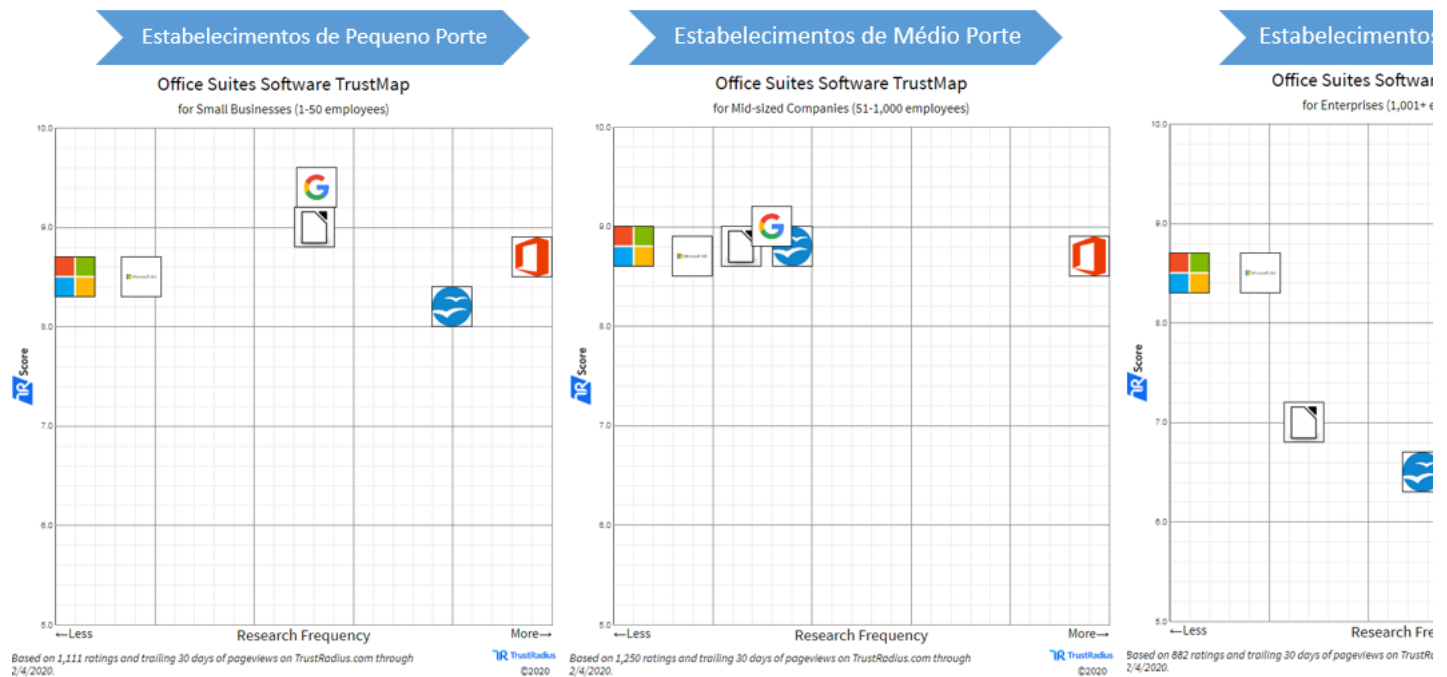 Estabelecimentos de Pequeno Porte
Office Suites Software TrustMap
for Small Businesses (1-50 employees)
10.0
9.0
8.0
7.0
6.0
5.0
Score
←Less
Research Frequency
More→
Based on 1,111 ratings and trailing 30 days of pageviews on TrustRadius.com through
2/4/2020.
TrustRadius
©2020
Estabelecimentos de Médio Porte
Office Suites Software TrustMap
for Mid-sized Companies (51-1,000 employees)
10.0
9.0
8.0
7.0
6.0
5.0
Score
←Less
Research Frequency
More→
Based on 1,250 ratings and trailing 30 days of pageviews on TrustRadius.com through
2/4/2020.
TrustRadius
©2020
Estabelecimentos
Office Suites Softwar
for Enterprises (1,001+ e
10.0
9.0
8.0
7.0
6.0
5.0
Score
←Less
Research Fre
Based on 882 ratings and trailing 30 days of pageviews on TrustRa
2/4/2020.